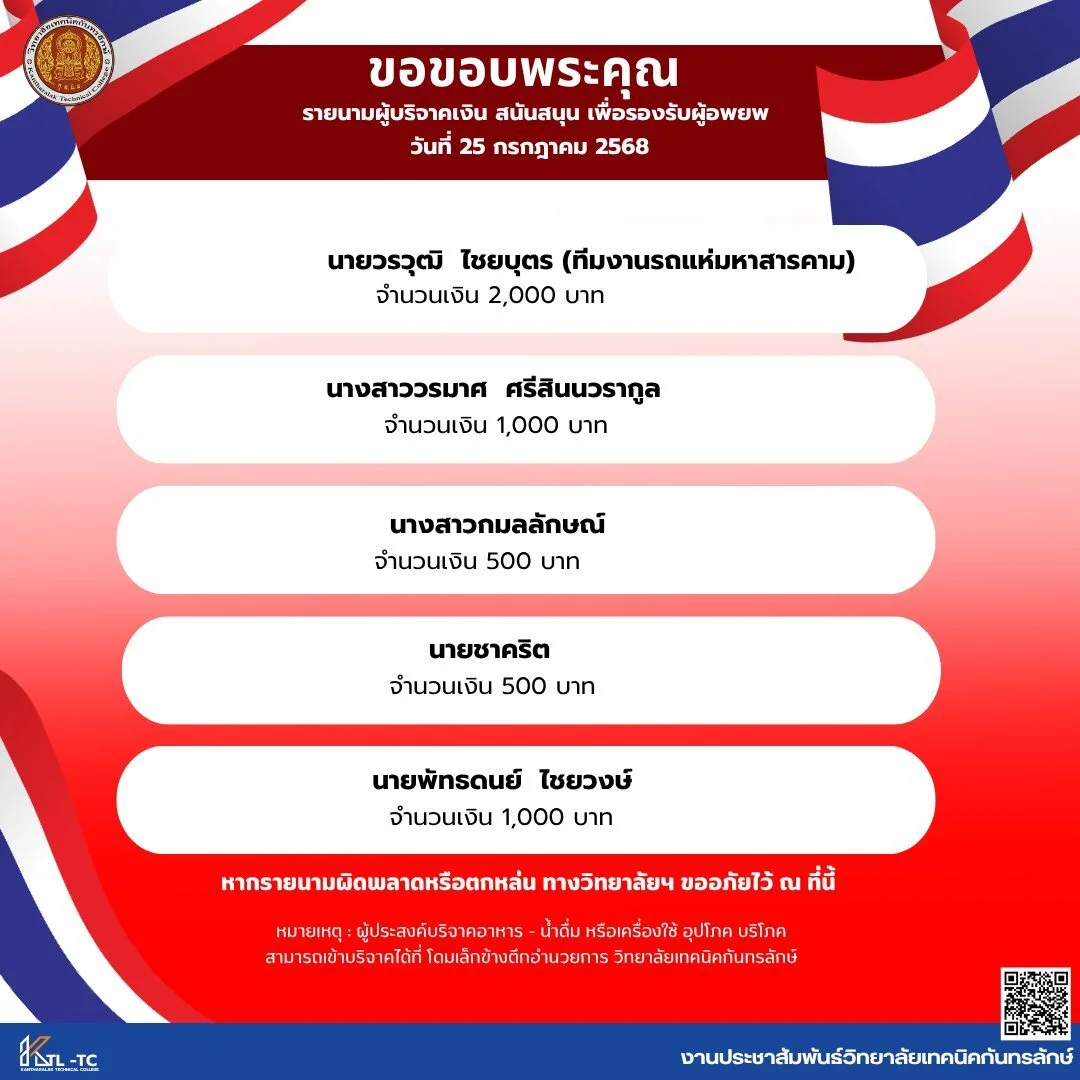 วิทยาลัยเทคนิคกันทรลักษ์
Kantharalak Technical College
ขอขอบพระคุณ
รายนามผู้บริจาคเงิน สนันสนุน เพื่อรองรับผู้อพยพ
วันที่ 25 กรกฎาคม 2568
นายวรวุฒิ ไชยบุตร (ทีมงานรถแห่มหาสารคาม)
จำนวนเงิน 2,000 บาท
นางสาววรมาศ ศรีสินนวรากูล
จำนวนเงิน 1,000 บาท
นางสาวกมลลักษณ์
จำนวนเงิน 500 บาท
นายชาคริต
จำนวนเงิน 500 บาท
นายพัทธดนย์ ไชยวงษ์
จำนวนเงิน 1,000 บาท
หากรายนามผิดพลาดหรือตกหล่น ทางวิทยาลัยฯ ขออภัยไว้ ณ ที่นี้
หมายเหตุ : ผู้ประสงค์บริจาคอาหาร - น้ำดื่ม หรือเครื่องใช้ อุปโภค บริโภค
สามารถเข้าบริจาคได้ที่ โดมเล็กข้างตึกอำนวยการ วิทยาลัยเทคนิคกันทรลักษ์
KTL -TC
KANTHARALAK TECHNICAL COLLEGE
งานประชาสัมพันธ์วิทยาลัยเทคนิคกันทรลักษ์